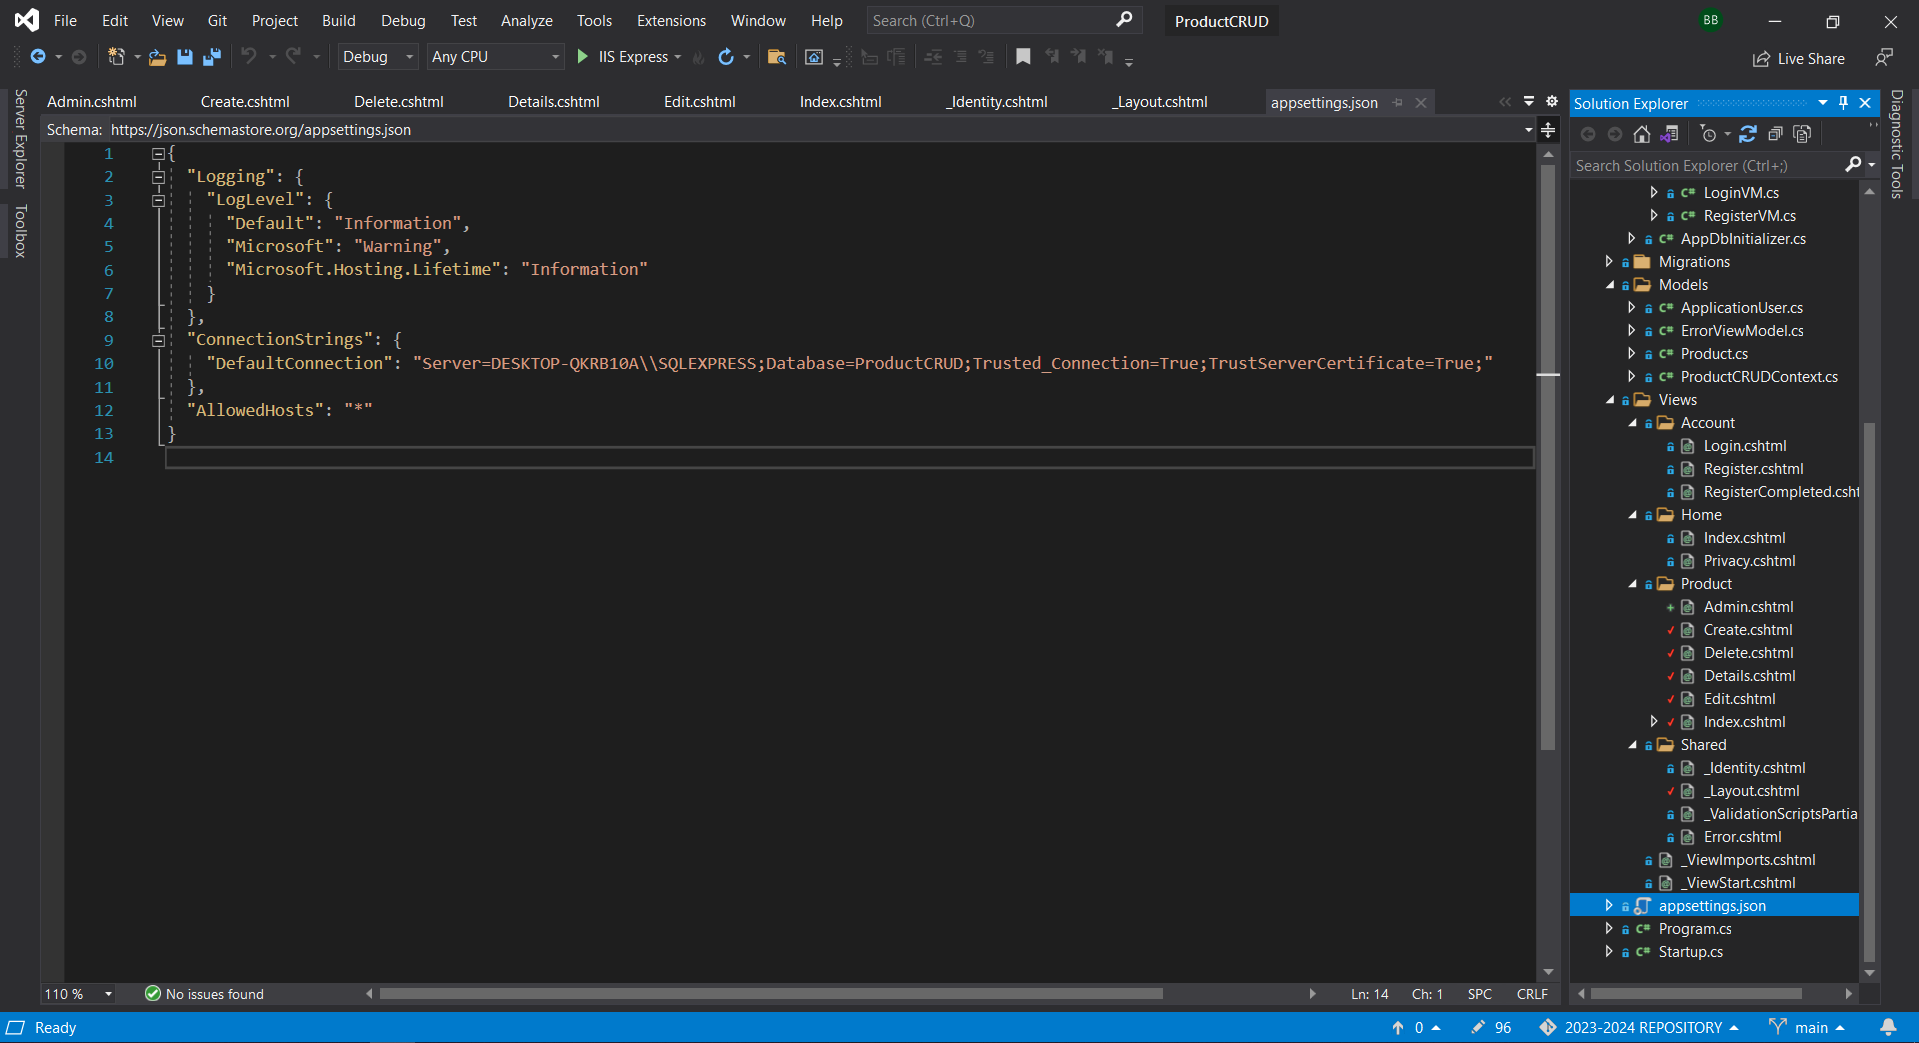 File Edit View Git Project Build Debug Test Analyze Tools Extensions Window Help Search (Ctrl+Q) ProductCRUD BB
Debug Any CPU IIS Express Live Share
Server Explorer
Toolbox
Admin.cshtml Create.cshtml Delete.cshtml Details.cshtml Edit.cshtml Index.cshtml _Identity.cshtml _Layout.cshtml appsettings.json
Schema: https://json.schemastore.org/appsettings.json
1 {
2 "Logging": {
3 "LogLevel": {
4 "Default": "Information",
5 "Microsoft": "Warning",
6 "Microsoft.Hosting.Lifetime": "Information"
7 }
8 },
9 "ConnectionStrings": {
10 "DefaultConnection": "Server=DESKTOP-QKRB10A\\SQLEXPRESS;Database=ProductCRUD;Trusted_Connection=True;TrustServerCertificate=True;"
11 },
12 "AllowedHosts": "*"
13 }
14
110 % No issues found Ln: 14 Ch: 1 SPC CRLF
Solution Explorer
Search Solution Explorer (Ctrl+;)
C# LoginVM.cs
C# RegisterVM.cs
C# AppDbInitializer.cs
Migrations
Models
C# ApplicationUser.cs
C# ErrorViewModel.cs
C# Product.cs
C# ProductCRUDContext.cs
Views
Account
Login.cshtml
Register.cshtml
RegisterCompleted.csht
Home
Index.cshtml
Privacy.cshtml
Product
Admin.cshtml
Create.cshtml
Delete.cshtml
Details.cshtml
Edit.cshtml
Index.cshtml
Shared
_Identity.cshtml
_Layout.cshtml
_ValidationScriptsPartia
Error.cshtml
_ViewImports.cshtml
_ViewStart.cshtml
appsettings.json
C# Program.cs
C# Startup.cs
Diagnostic Tools
Ready 0 96 2023-2024 REPOSITORY main